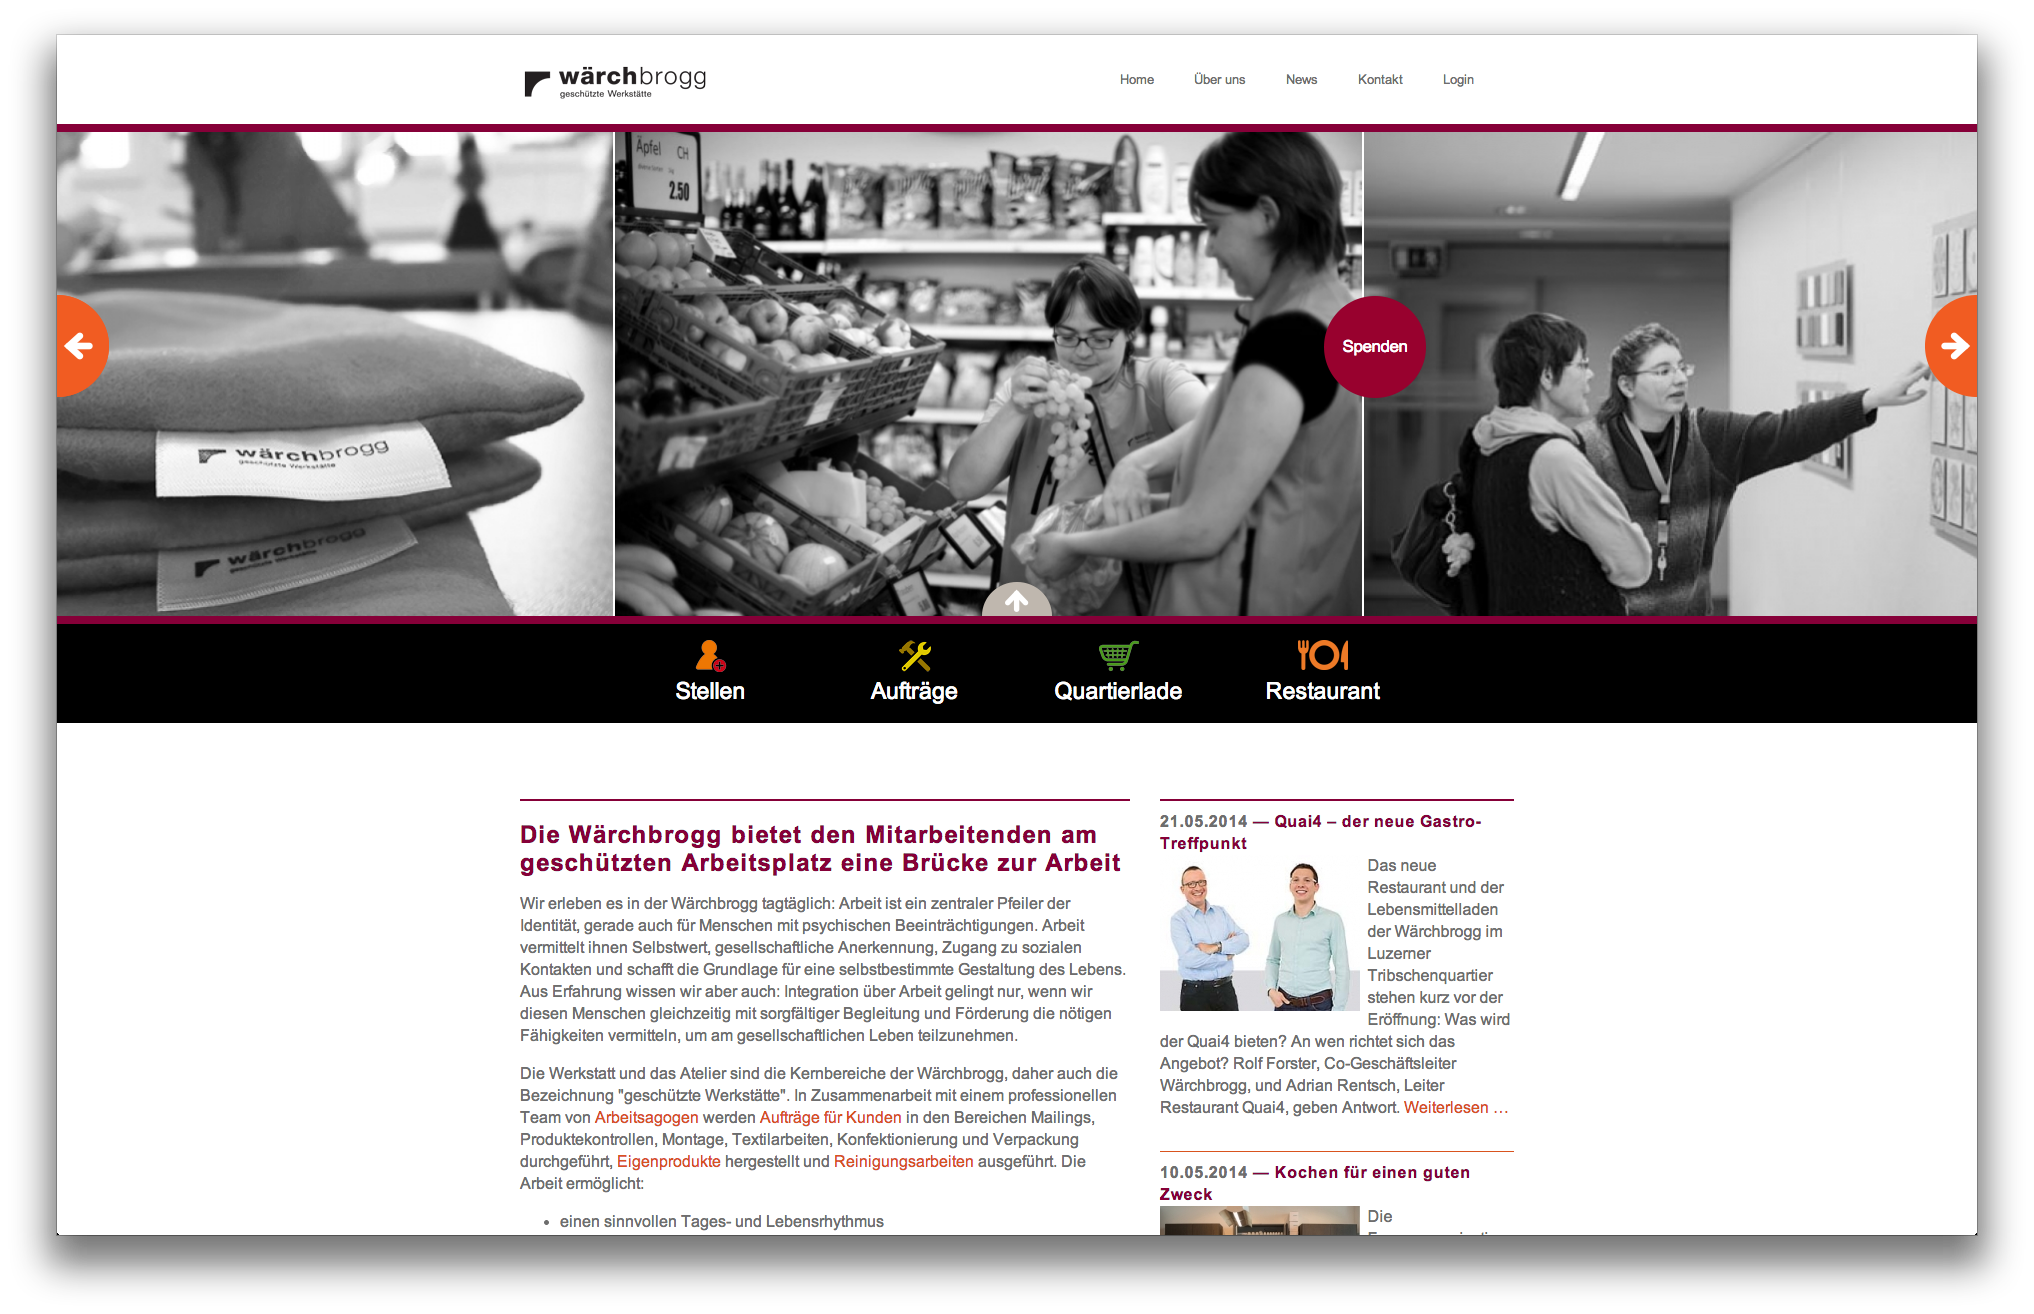 wärchbrogg
geschützte Werkstätte
Home
Über uns
News
Kontakt
Login
Äpfel CH
2.50
wärchbrogg
geschützte Werkstätte
wärchbrogg
geschützte Werkstätte
Spenden
Stellen
Aufträge
Quartierlade
Restaurant
Die Wärchbrogg bietet den Mitarbeitenden am
geschützten Arbeitsplatz eine Brücke zur Arbeit
Wir erleben es in der Wärchbrogg tagtäglich: Arbeit ist ein zentraler Pfeiler der
Identität, gerade auch für Menschen mit psychischen Beeinträchtigungen. Arbeit
vermittelt ihnen Selbstwert, gesellschaftliche Anerkennung, Zugang zu sozialen
Kontakten und schafft die Grundlage für eine selbstbestimmte Gestaltung des Lebens.
Aus Erfahrung wissen wir aber auch: Integration über Arbeit gelingt nur, wenn wir
diesen Menschen gleichzeitig mit sorgfältiger Begleitung und Förderung die nötigen
Fähigkeiten vermitteln, um am gesellschaftlichen Leben teilzunehmen.
Die Werkstatt und das Atelier sind die Kernbereiche der Wärchbrogg, daher auch die
Bezeichnung "geschützte Werkstätte". In Zusammenarbeit mit einem professionellen
Team von Arbeitsagogen werden Aufträge für Kunden in den Bereichen Mailings,
Produktekontrollen, Montage, Textilarbeiten, Konfektionierung und Verpackung
durchgeführt, Eigenprodukte hergestellt und Reinigungsarbeiten ausgeführt. Die
Arbeit ermöglicht:
• einen sinnvollen Tages- und Lebensrhythmus
21.05.2014 — Quai4 – der neue Gastro-
Treffpunkt
Das neue
Restaurant und der
Lebensmittelladen
der Wärchbrogg im
Luzerner
Tribschenquartier
stehen kurz vor der
Eröffnung: Was wird
der Quai4 bieten? An wen richtet sich das
Angebot? Rolf Forster, Co-Geschäftsleiter
Wärchbrogg, und Adrian Rentsch, Leiter
Restaurant Quai4, geben Antwort. Weiterlesen …
10.05.2014 — Kochen für einen guten
Zweck
Die